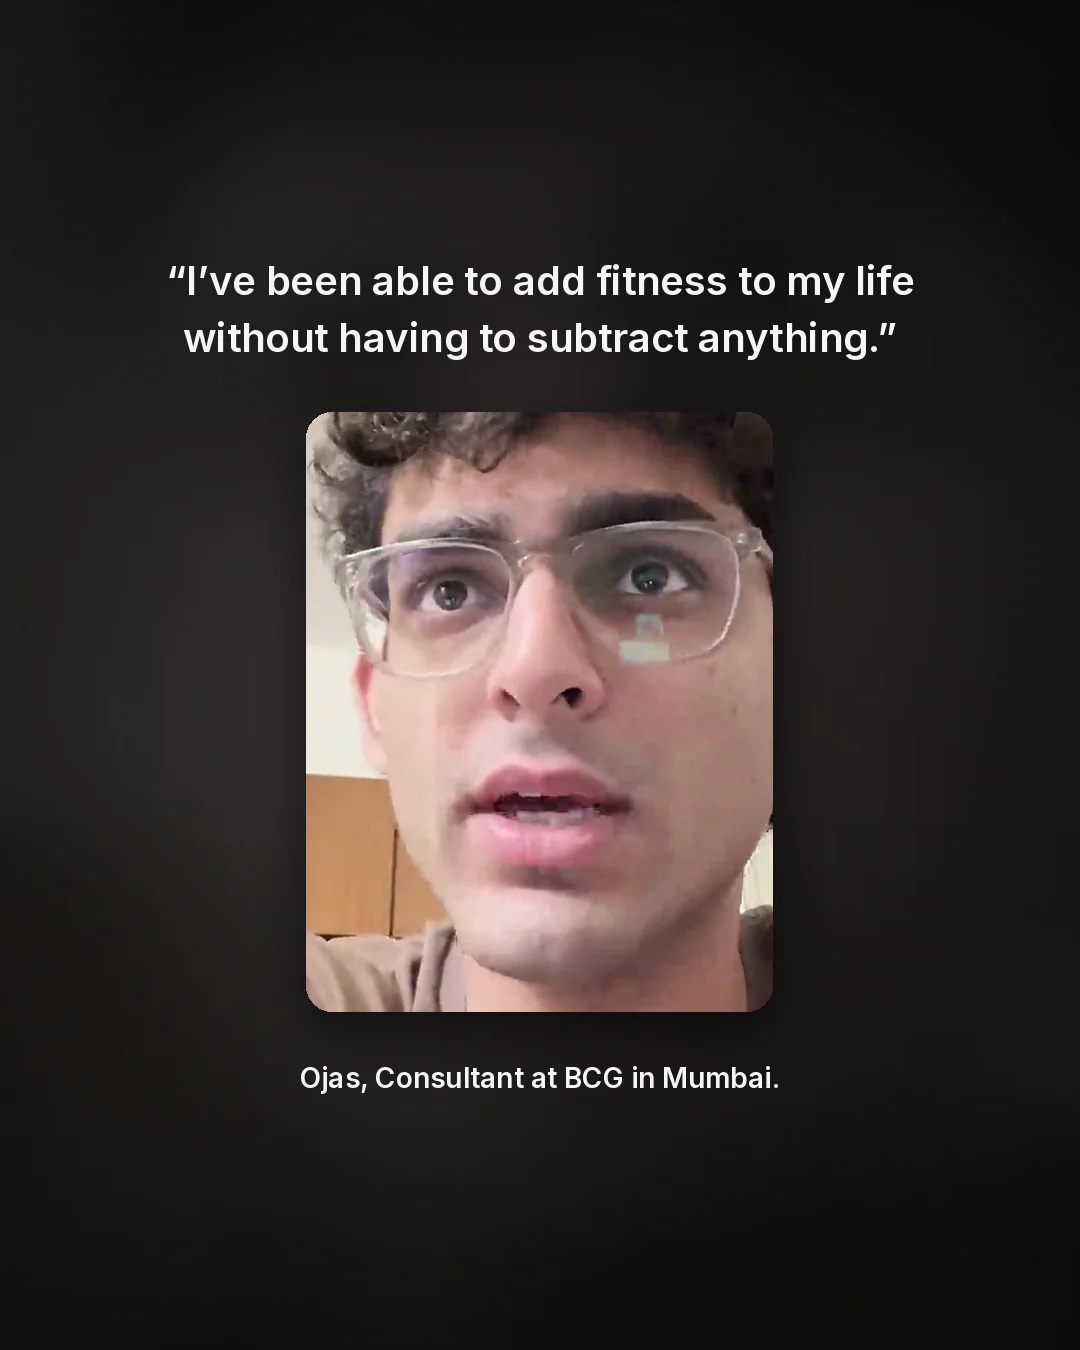 “I’ve been able to add fitness to my life
without having to subtract anything.”
Ojas, Consultant at BCG in Mumbai.